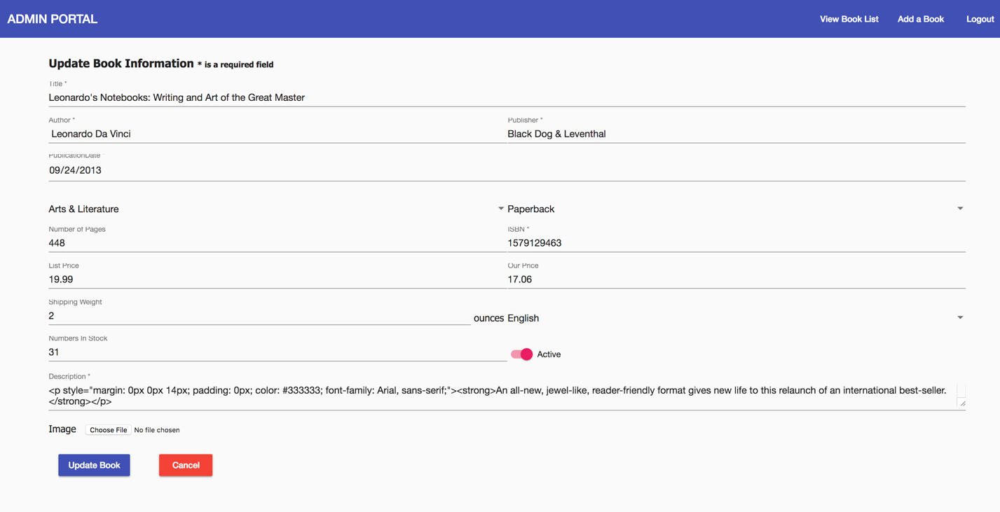 ADMIN PORTAL View Book List Add a Book Logout
Update Book Information * is a required field
Title *
Leonardo's Notebooks: Writing and Art of the Great Master
Author * Publisher *
Leonardo Da Vinci Black Dog & Leventhal
PublicationDate *
09/24/2013
Arts & Literature Paperback
Number of Pages ISBN *
448 1579129463
List Price Our Price
19.99 17.06
Shipping Weight
2 ounces English
Numbers In Stock
31 Active
Description *
<p style="margin: 0px 0px 14px; padding: 0px; color: #333333; font-family: Arial, sans-serif;"><strong>An all-new, jewel-like, reader-friendly format gives new life to this relaunch of an international best-seller.
</strong></p>
Image Choose File No file chosen
Update Book Cancel